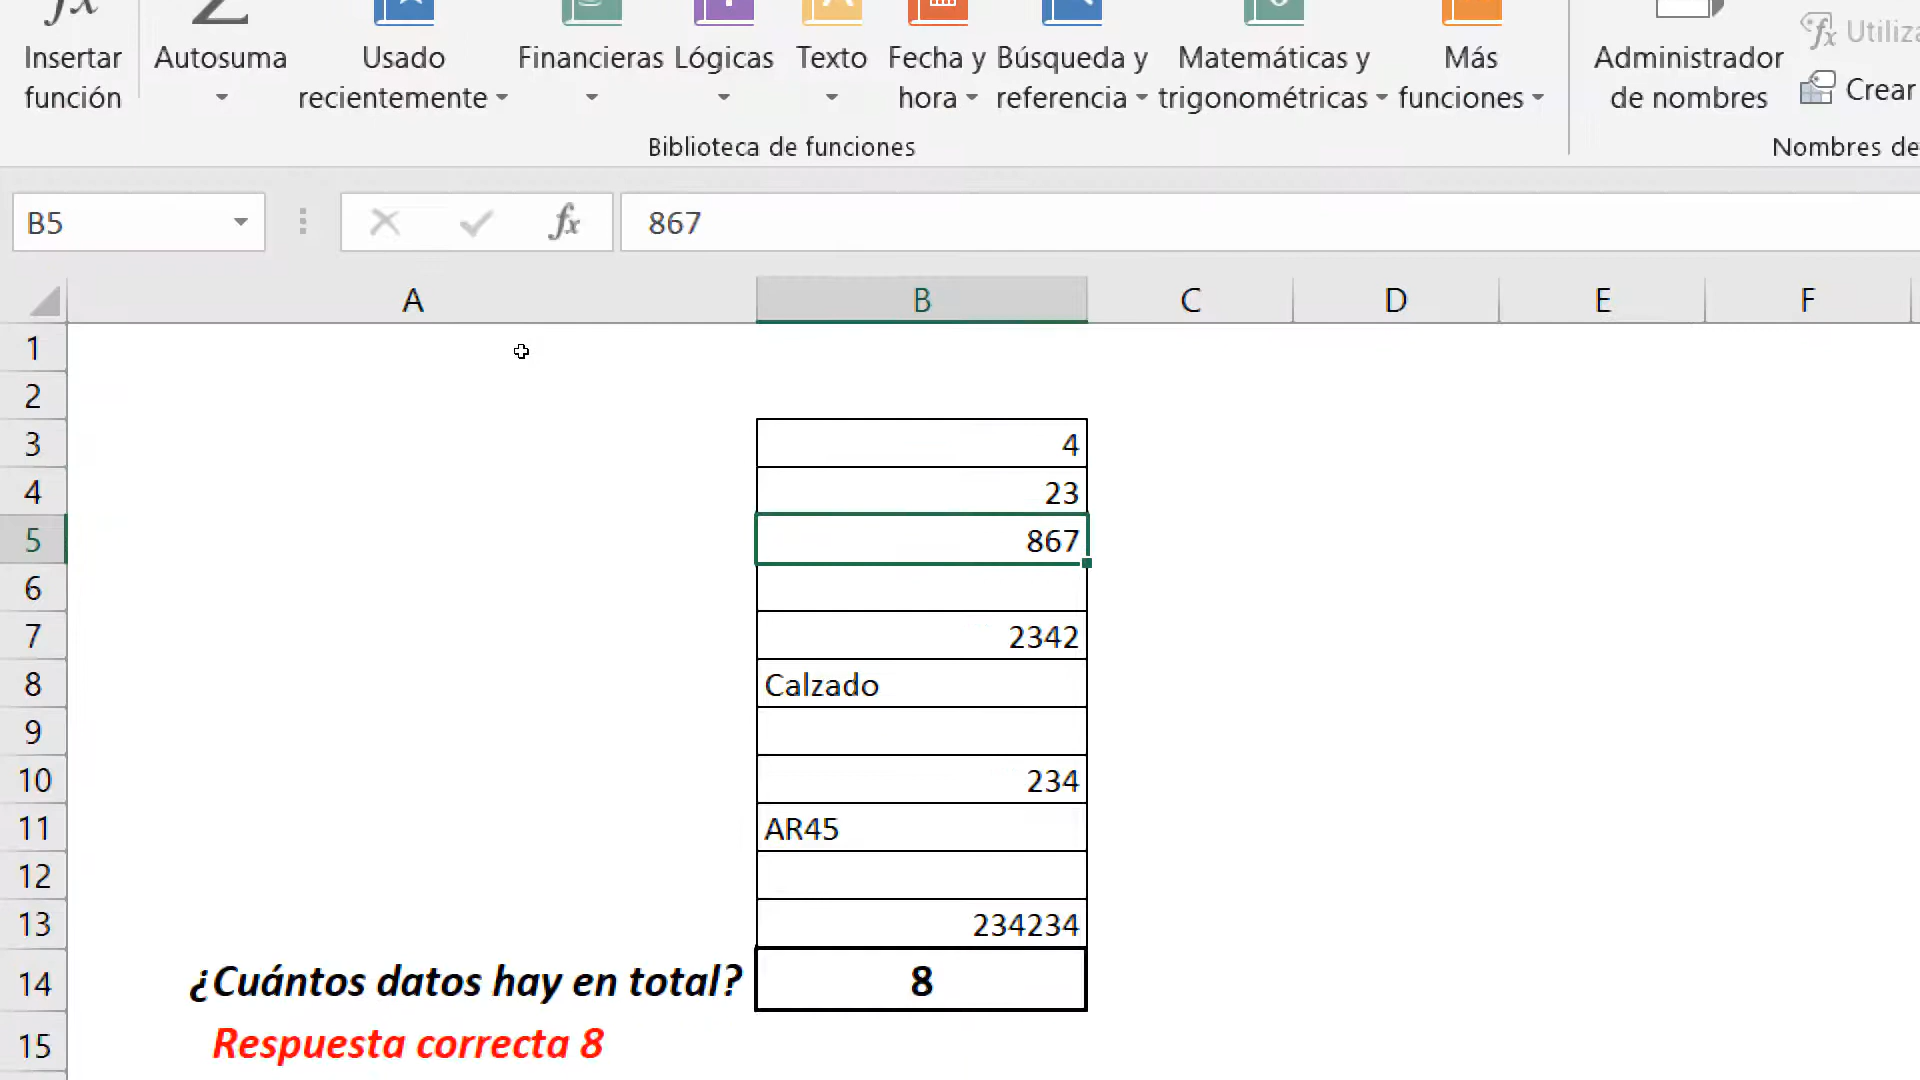 Insertar función
Autosuma
Usado recientemente
Financieras
Lógicas
Texto
Fecha y hora
Búsqueda y referencia
Matemáticas y trigonométricas
Más funciones
Administrador de nombres
Crear
Biblioteca de funciones
Nombres de
B5
fx
867
A B C D E F
1
2
3 4
4 23
5 867
6
7 2342
8 Calzado
9
10 234
11 AR45
12
13 234234
14 ¿Cuántos datos hay en total? 8
15 Respuesta correcta 8